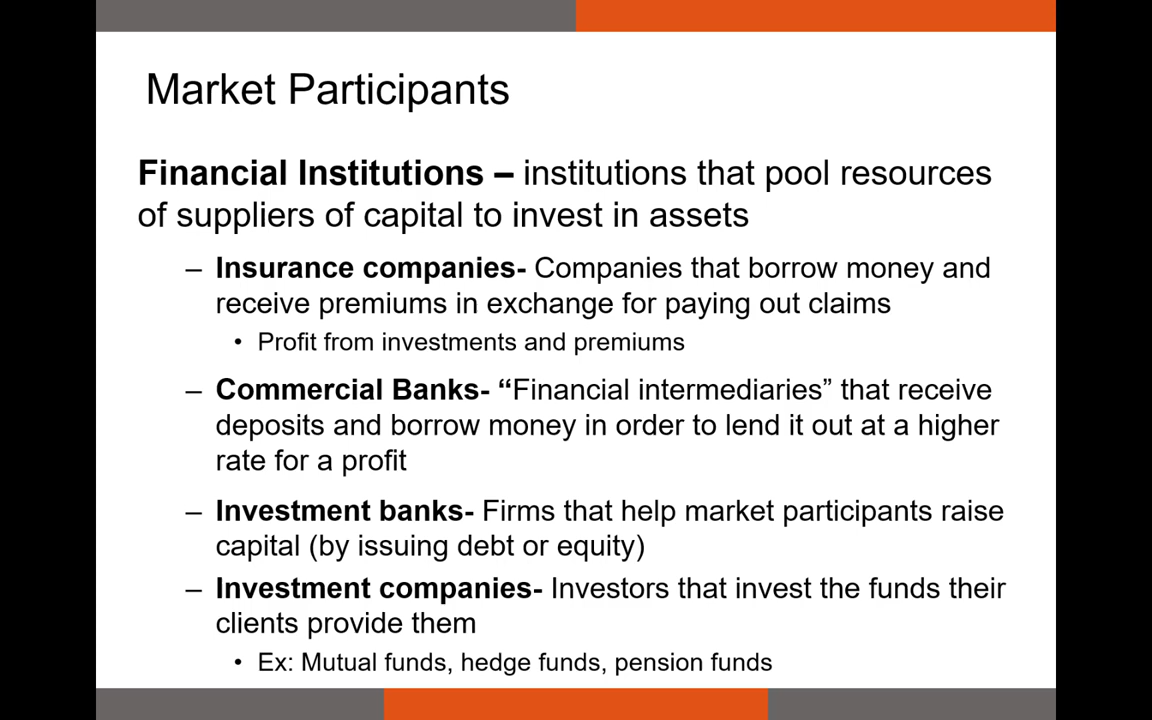 Market Participants
Financial Institutions – institutions that pool resources
of suppliers of capital to invest in assets
– Insurance companies- Companies that borrow money and
receive premiums in exchange for paying out claims
• Profit from investments and premiums
– Commercial Banks- “Financial intermediaries” that receive
deposits and borrow money in order to lend it out at a higher
rate for a profit
– Investment banks- Firms that help market participants raise
capital (by issuing debt or equity)
– Investment companies- Investors that invest the funds their
clients provide them
• Ex: Mutual funds, hedge funds, pension funds